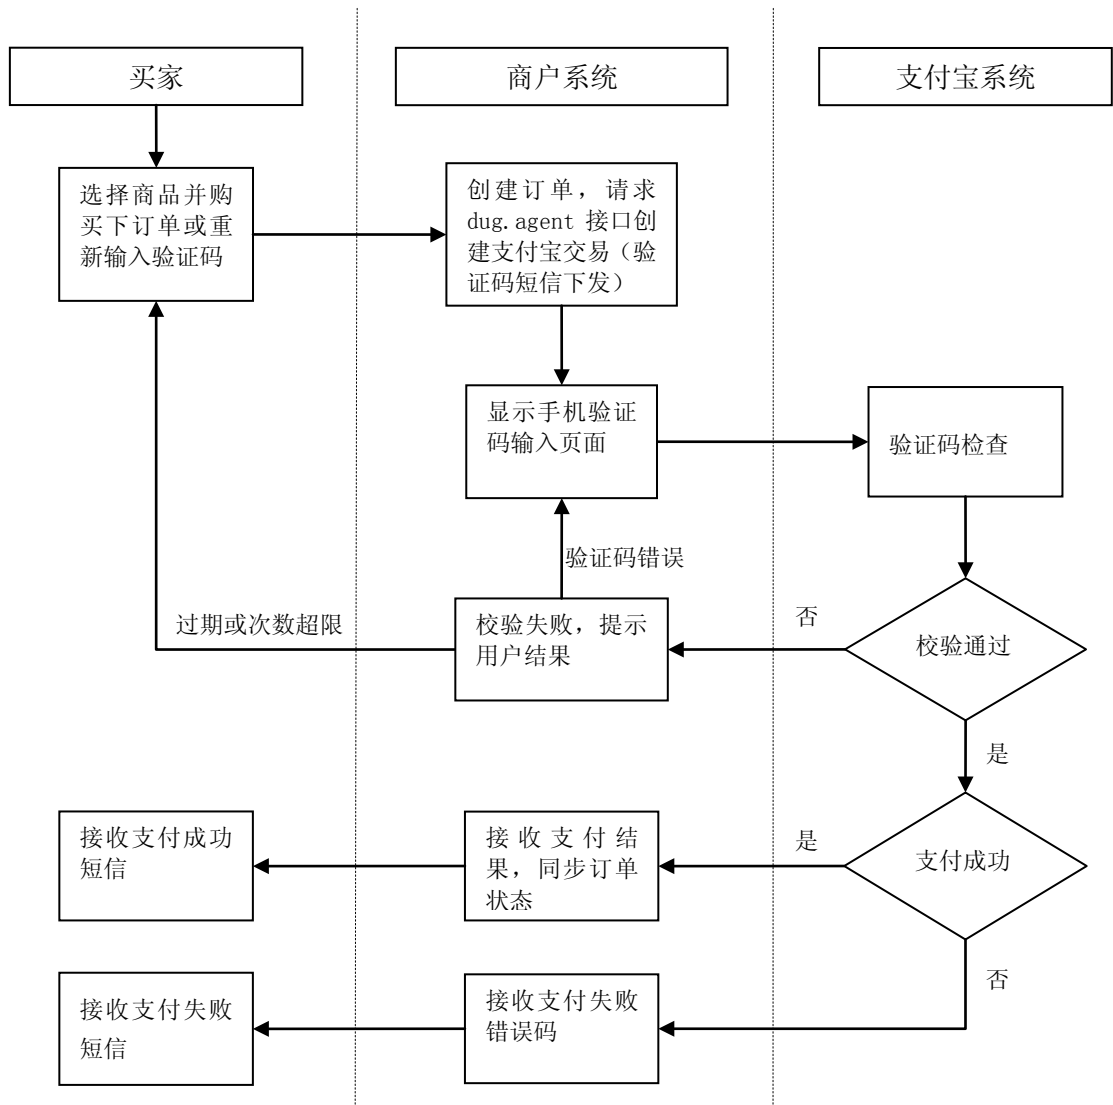 买家
商户系统
支付宝系统
选择商品并购
买下订单或重
新输入验证码
创建订单，请求
dug.agent 接口创
建支付宝交易（验
证码短信下发）
显示手机验证
码输入页面
验证码检查
验证码错误
过期或次数超限
校验失败，提示
用户结果
否
校验通过
是
接收支付成功
短信
接收支付结
果，同步订单
状态
是
支付成功
否
接收支付失败
短信
接收支付失败
错误码